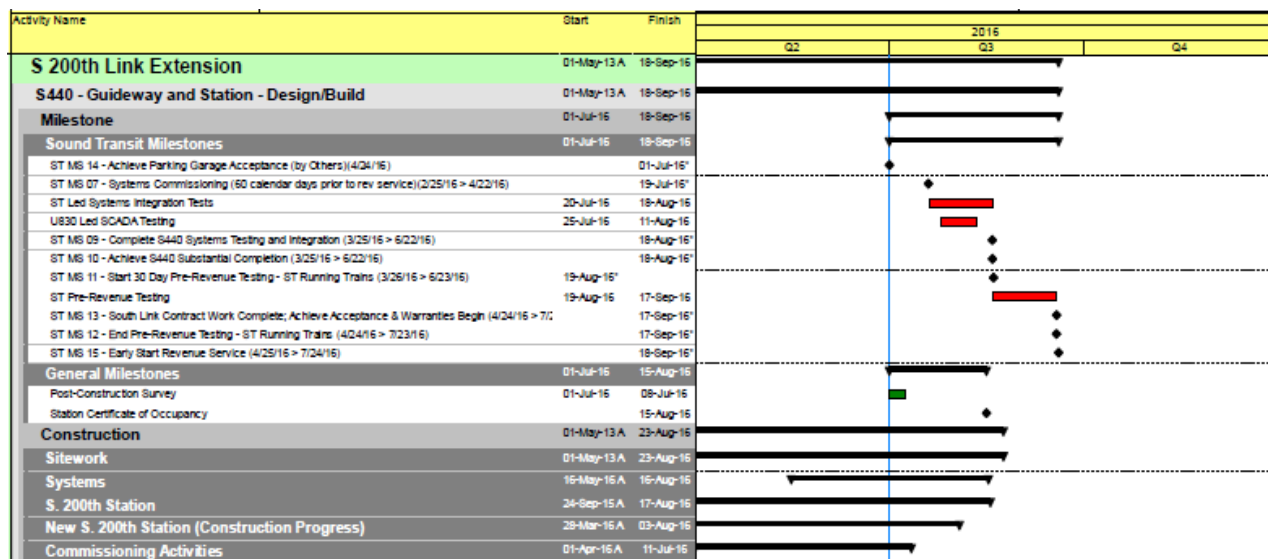 Activity Name Start Finish
2016
Q2 Q3 Q4
S 200th Link Extension 01-May-13 A 18-Sep-16
S440 - Guideway and Station - Design/Build 01-May-13 A 18-Sep-16
Milestone 01-Jul-16 18-Sep-16
Sound Transit Milestones 01-Jul-16 18-Sep-16
ST MS 14 - Achieve Parking Garage Acceptance (by Others)(4/24/16) 01-Jul-16*
ST MS 07 - Systems Commissioning (60 calendar days prior to rev service)(2/25/16 > 4/22/16) 19-Jul-16*
ST Led Systems Integration Tests 20-Jul-16 18-Aug-16
U830 Led SCADA Testing 25-Jul-16 11-Aug-16
ST MS 09 - Complete S440 Systems Testing and Integration (3/25/16 > 6/22/16) 18-Aug-16*
ST MS 10 - Achieve S440 Substantial Completion (3/25/16 > 6/22/16) 18-Aug-16*
ST MS 11 - Start 30 Day Pre-Revenue Testing - ST Running Trains (3/26/16 > 6/23/16) 19-Aug-16*
ST Pre-Revenue Testing 19-Aug-16 17-Sep-16
ST MS 13 - South Link Contract Work Complete; Achieve Acceptance & Warranties Begin (4/24/16 > 7/2 17-Sep-16*
ST MS 12 - End Pre-Revenue Testing - ST Running Trains (4/24/16 > 7/23/16) 17-Sep-16*
ST MS 15 - Early Start Revenue Service (4/25/16 > 7/24/16) 18-Sep-16*
General Milestones 01-Jul-16 15-Aug-16
Post-Construction Survey 01-Jul-16 08-Jul-16
Station Certificate of Occupancy 15-Aug-16
Construction 01-May-13 A 23-Aug-16
Sitework 01-May-13 A 23-Aug-16
Systems 16-May-16 A 16-Aug-16
S. 200th Station 24-Sep-15 A 17-Aug-16
New S. 200th Station (Construction Progress) 28-Mar-16 A 03-Aug-16
Commissioning Activities 01-Apr-16 A 11-Jul-16